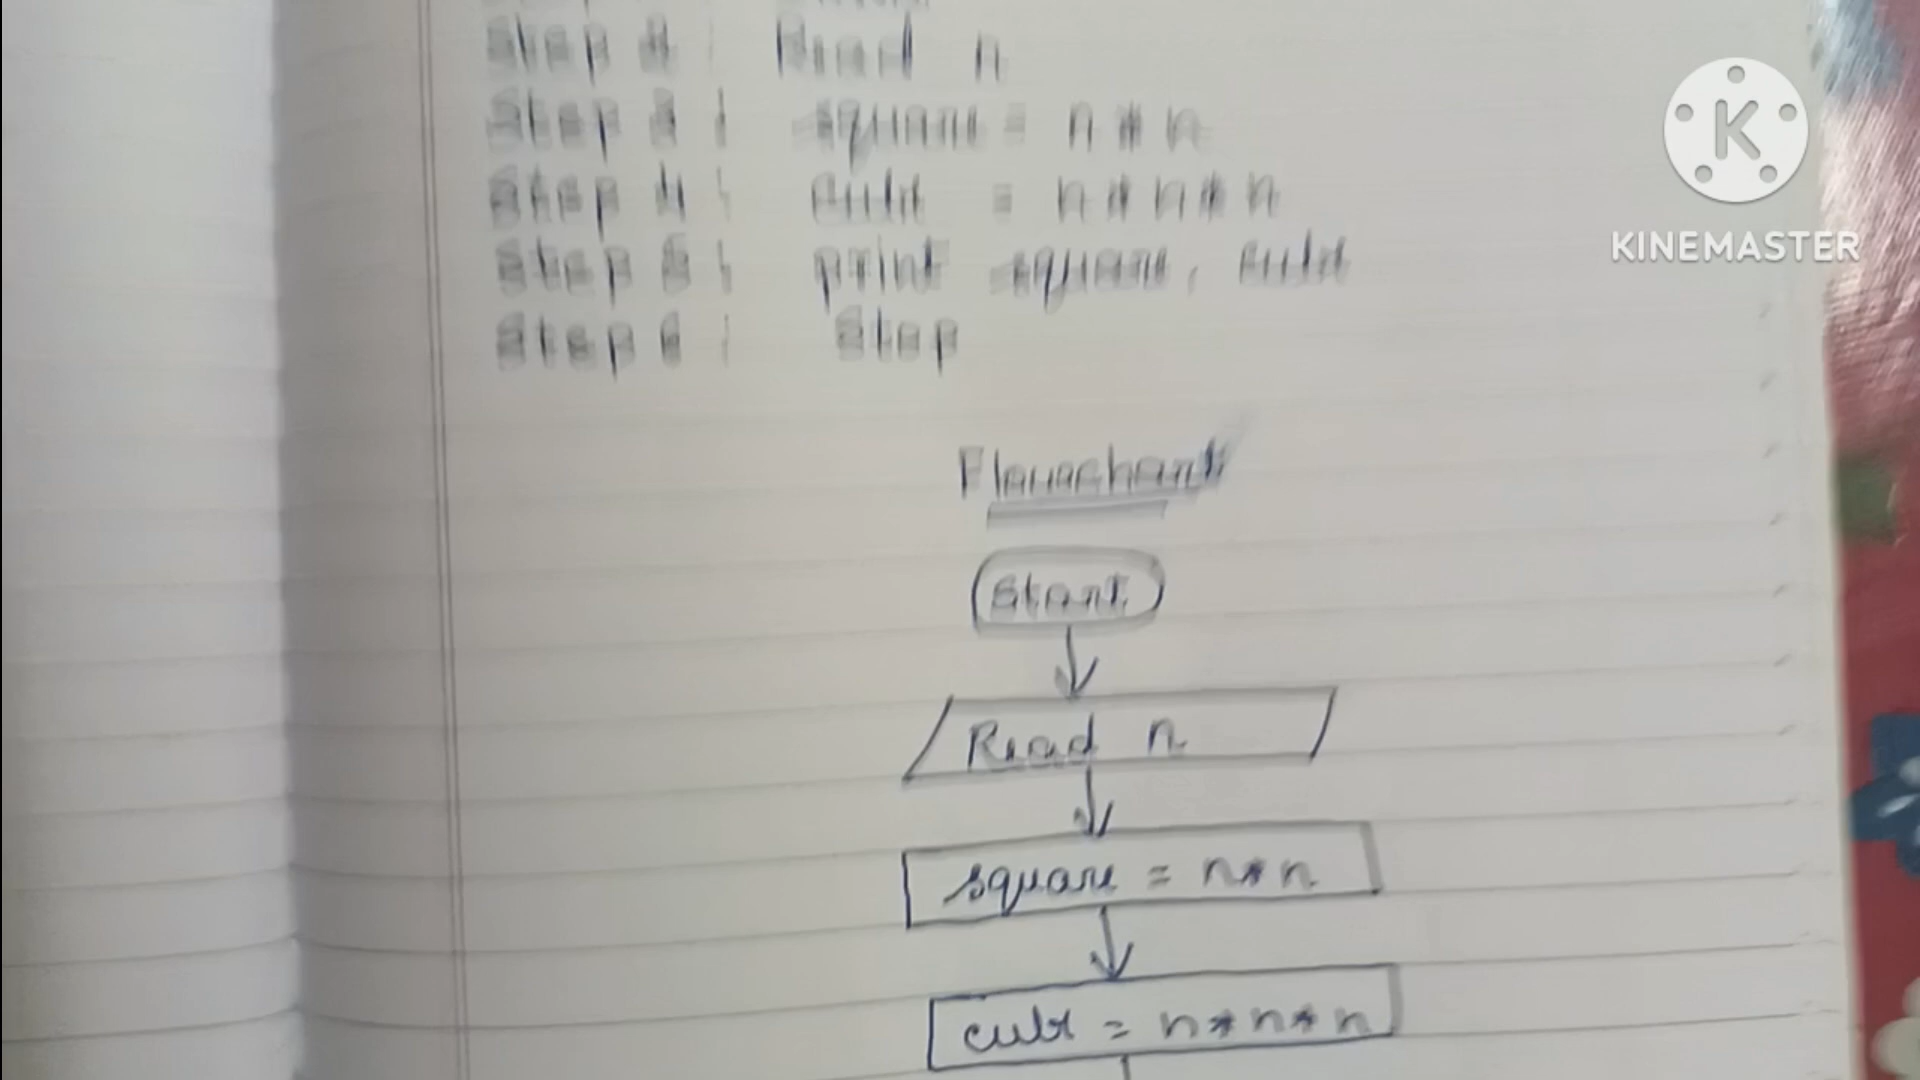 Step 2 : Read n
Step 3 : square = n * n
Step 4 : cube = n * n * n
Step 5 : print square, cube
Step 6 : Stop
Flowchart
Start
Read n
square = n * n
cube = n * n * n
K
KINEMASTER